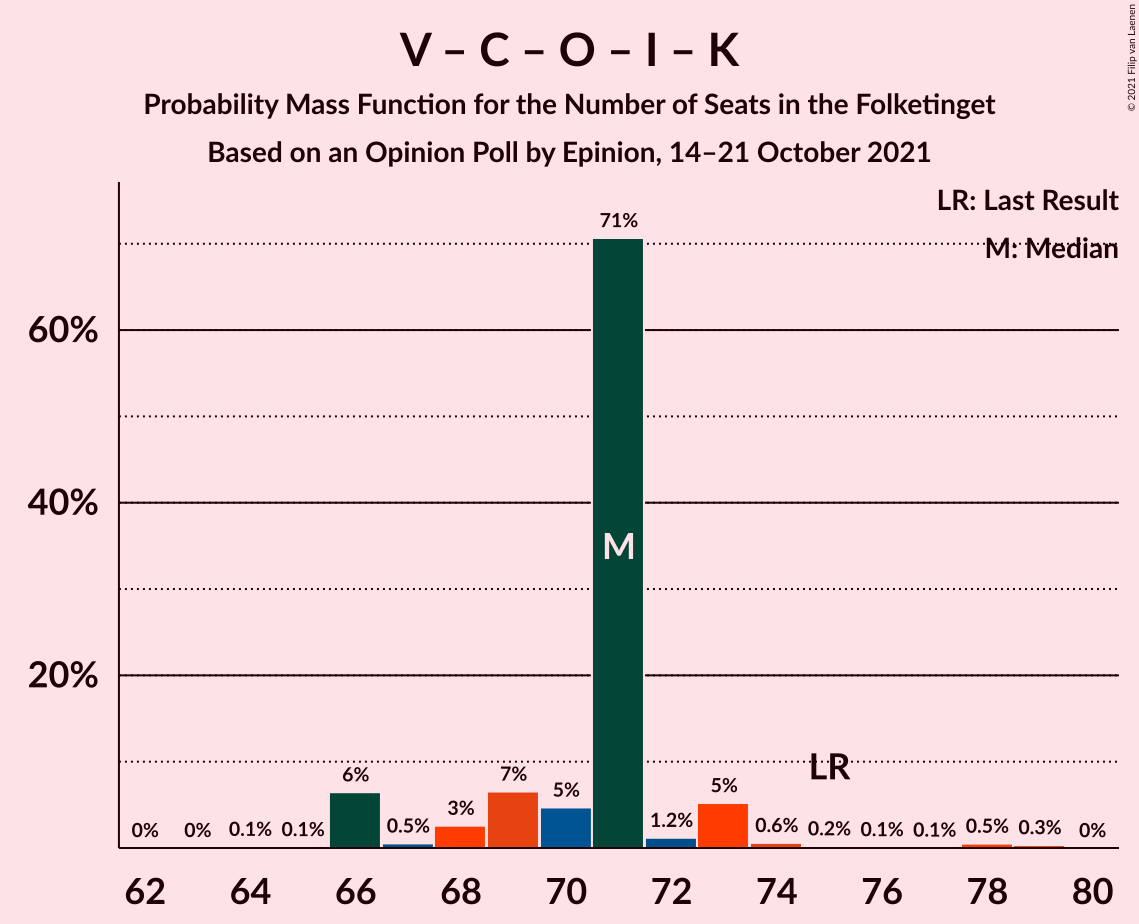 V – C – O – I – K
Probability Mass Function for the Number of Seats in the Folketinget
Based on an Opinion Poll by Epinion, 14–21 October 2021
© 2021 Filip van Laenen
LR: Last Result
M: Median
60%
40%
20%
0% 0% 0.1% 0.1% 6% 0.5% 3% 7% 5% 71% 1.2% 5% 0.6% 0.2% 0.1% 0.1% 0.5% 0.3% 0%
M
LR
62 64 66 68 70 72 74 76 78 80